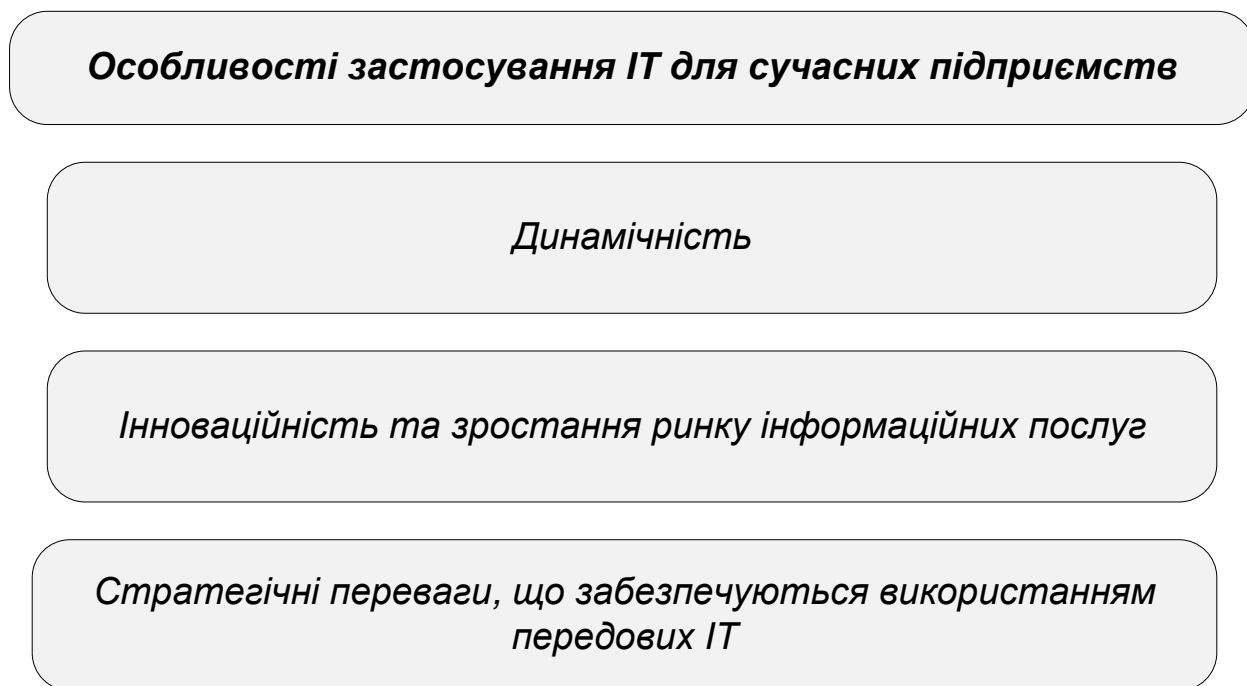 Особливості застосування ІТ для сучасних підприємств
Динамічність
Інноваційність та зростання ринку інформаційних послуг
Стратегічні переваги, що забезпечуються використанням
передових ІТ